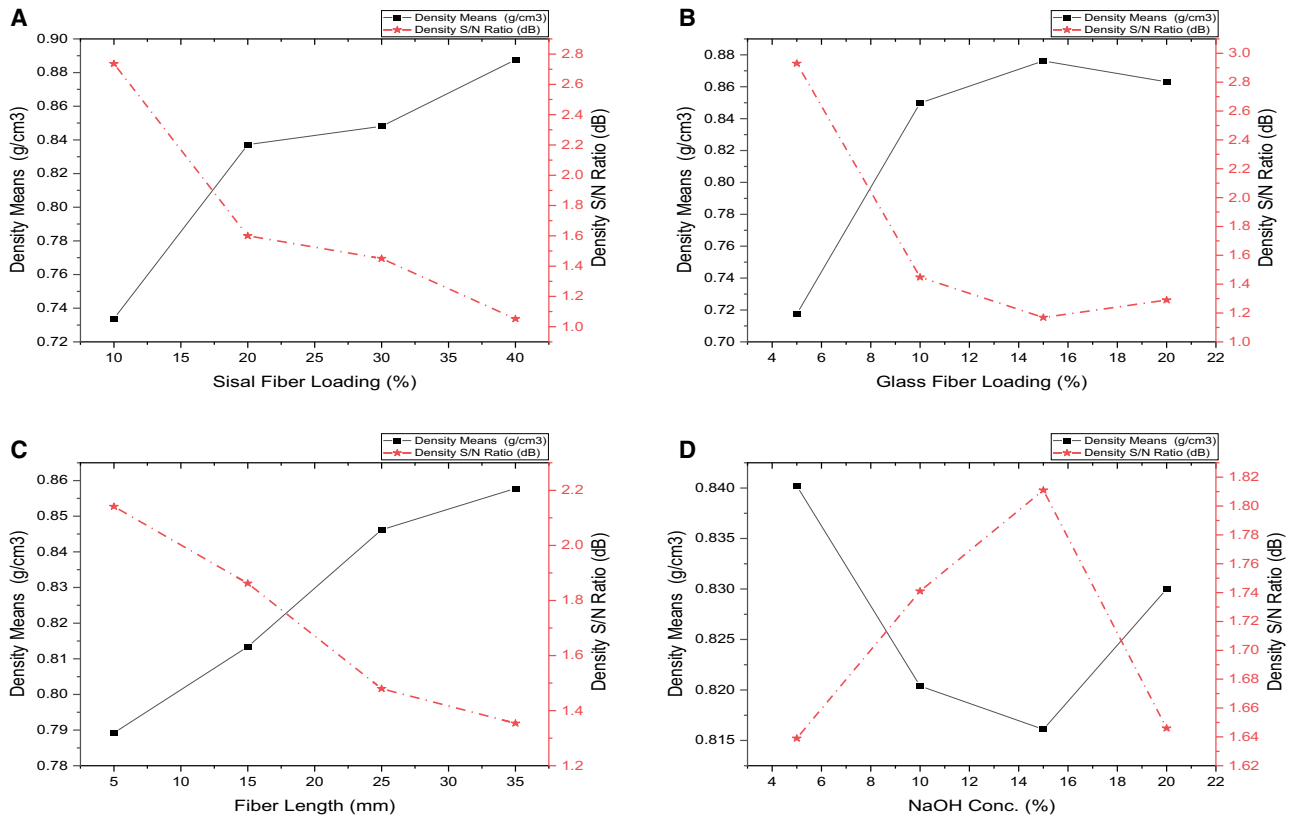 A
Density Means (g/cm3)
Density S/N Ratio (dB)
0.90
0.88
0.86
0.84
0.82
0.80
0.78
0.76
0.74
0.72
Density Means (g/cm3)
2.8
2.6
2.4
2.2
2.0
1.8
1.6
1.4
1.2
1.0
Density S/N Ratio (dB)
10 15 20 25 30 35 40
Sisal Fiber Loading (%)
B
Density Means (g/cm3)
Density S/N Ratio (dB)
0.88
0.86
0.84
0.82
0.80
0.78
0.76
0.74
0.72
0.70
Density Means (g/cm3)
3.0
2.8
2.6
2.4
2.2
2.0
1.8
1.6
1.4
1.2
1.0
Density S/N Ratio (dB)
4 6 8 10 12 14 16 18 20 22
Glass Fiber Loading (%)
C
Density Means (g/cm3)
Density S/N Ratio (dB)
0.86
0.85
0.84
0.83
0.82
0.81
0.80
0.79
0.78
Density Means (g/cm3)
2.2
2.0
1.8
1.6
1.4
1.2
Density S/N Ratio (dB)
5 10 15 20 25 30 35
Fiber Length (mm)
D
Density Means (g/cm3)
Density S/N Ratio (dB)
0.840
0.835
0.830
0.825
0.820
0.815
Density Means (g/cm3)
1.82
1.80
1.78
1.76
1.74
1.72
1.70
1.68
1.66
1.64
1.62
Density S/N Ratio (dB)
4 6 8 10 12 14 16 18 20 22
NaOH Conc. (%)